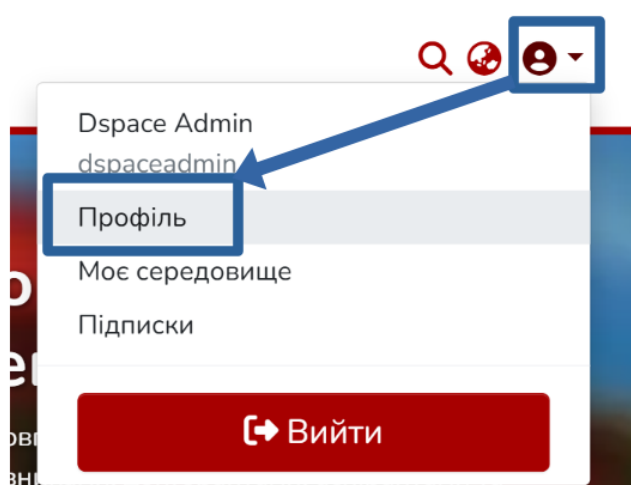 Dspace Admin
dspaceadmin
Профіль
Моє середовище
Підписки
Вийти